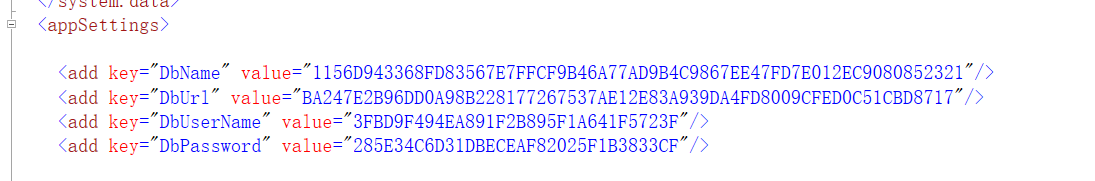 </system.data>
<appSettings>
<add key="DbName" value="1156D943368FD83567E7FFCF9B46A77AD9B4C9867EE47FD7E012EC9080852321"/>
<add key="DbUrl" value="BA247E2B96DD0A98B228177267537AE12E83A939DA4FD8009CFED0C51CBD8717"/>
<add key="DbUserName" value="3FBD9F494EA891F2B895F1A641F5723F"/>
<add key="DbPassword" value="285E34C6D31DBECEAF82025F1B3833CF"/>